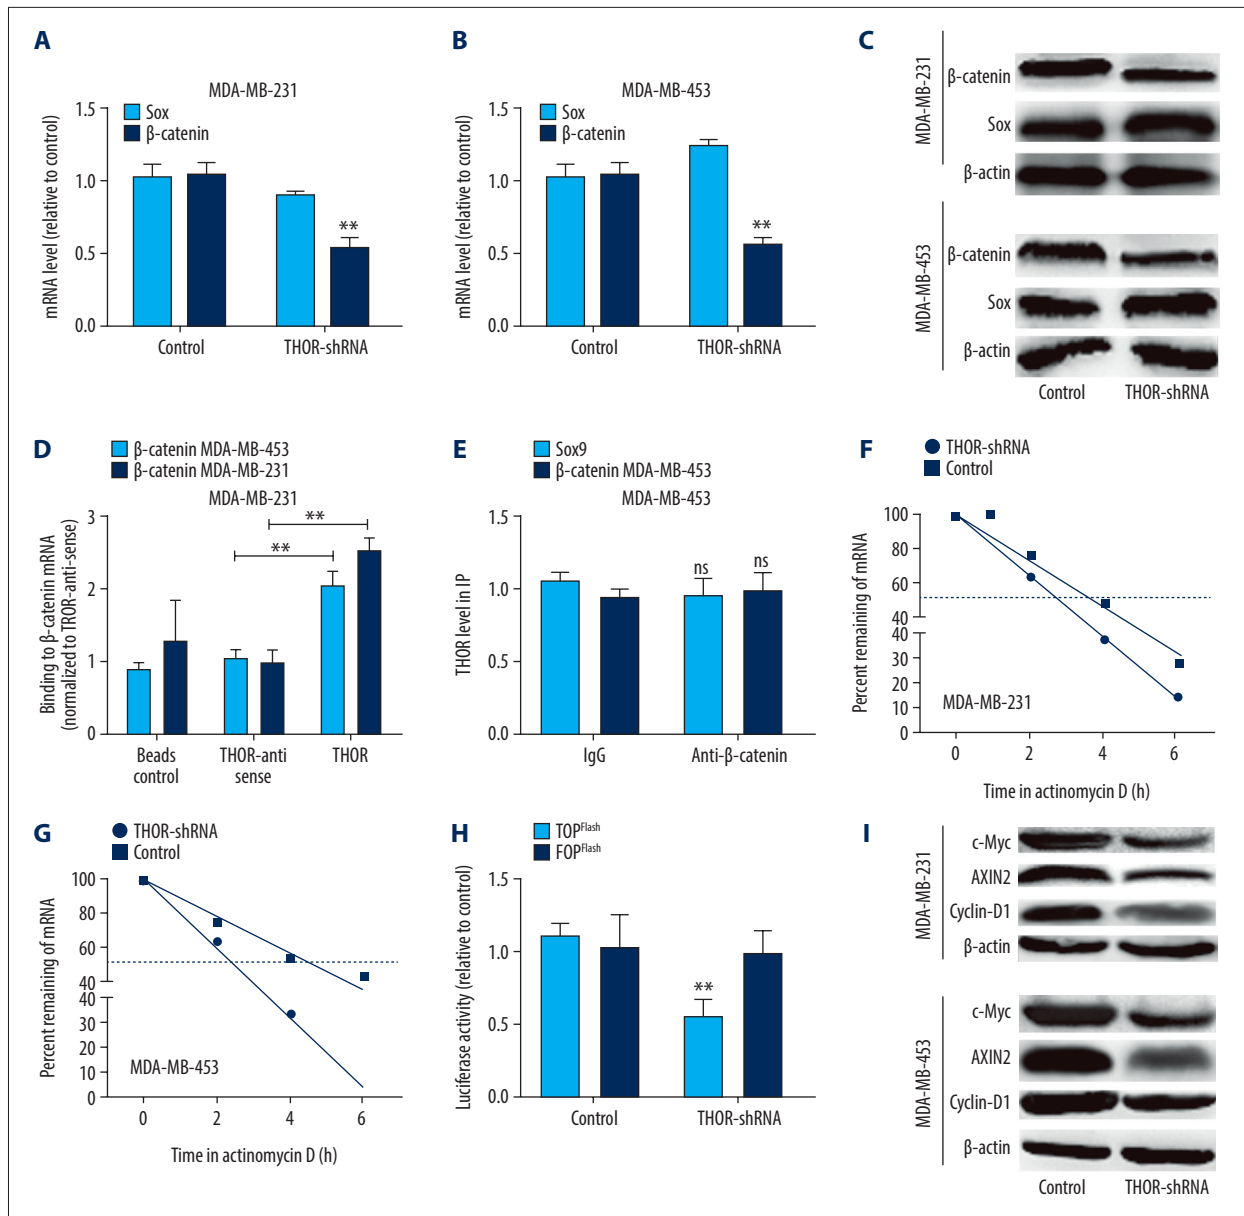 A
MDA-MB-231
Sox
β-catenin
mRNA level (relative to control)
1.5
1.0
0.5
0.0
**
Control
THOR-shRNA
B
MDA-MB-453
Sox
β-catenin
mRNA level (relative to control)
1.5
1.0
0.5
0.0
**
Control
THOR-shRNA
C
MDA-MB-231
β-catenin
Sox
β-actin
MDA-MB-453
β-catenin
Sox
β-actin
Control
THOR-shRNA
D
β-catenin MDA-MB-453
β-catenin MDA-MB-231
MDA-MB-231
Binding to β-catenin mRNA
(normalized to TROR-anti-sense)
3
2
1
0
**
**
Beads
control
THOR-anti
sense
THOR
E
Sox9
β-catenin MDA-MB-453
MDA-MB-453
THOR level in IP
1.5
1.0
0.5
0.0
ns
ns
IgG
Anti-β-catenin
F
THOR-shRNA
Control
Percent remaining of mRNA
100
80
60
40
40
30
20
10
0
MDA-MB-231
0
2
4
6
Time in actinomycin D (h)
G
THOR-shRNA
Control
Percent remaining of mRNA
100
80
60
40
40
30
20
10
0
MDA-MB-453
0
2
4
6
Time in actinomycin D (h)
H
TOPFlash
FOPFlash
Luciferase activity (relative to control)
1.5
1.0
0.5
0.0
**
Control
THOR-shRNA
I
MDA-MB-231
c-Myc
AXIN2
Cyclin-D1
β-actin
MDA-MB-453
c-Myc
AXIN2
Cyclin-D1
β-actin
Control
THOR-shRNA